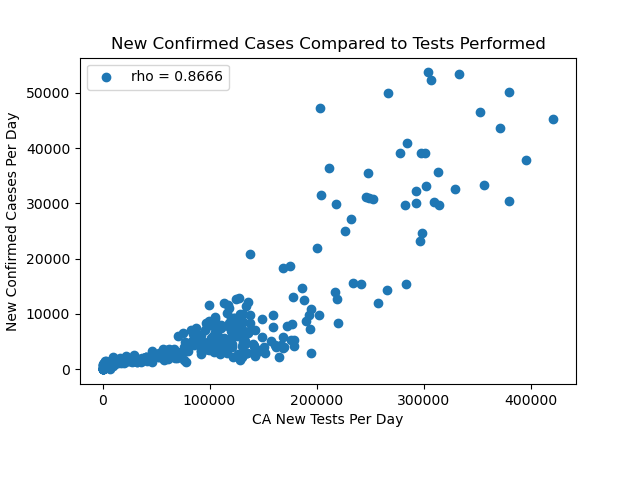 New Confirmed Cases Compared to Tests Performed
rho = 0.8666
50000
40000
30000
20000
10000
0
New Confirmed Caeses Per Day
0 100000 200000 300000 400000
CA New Tests Per Day